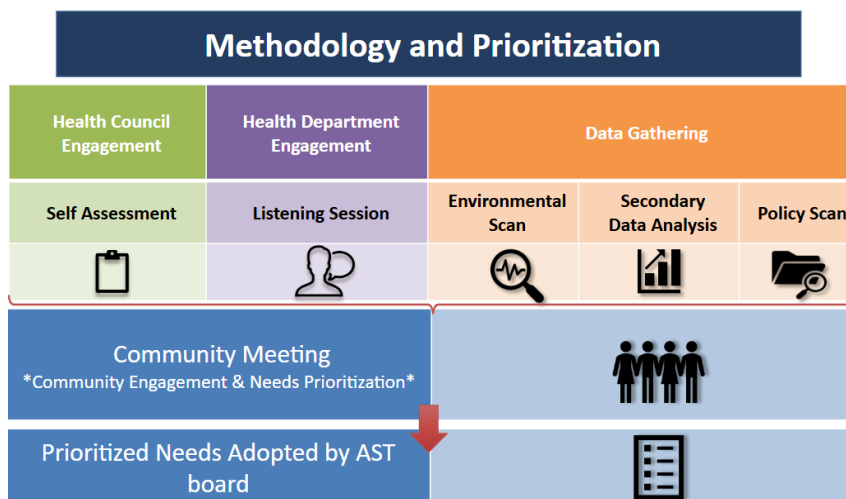 Methodology and Prioritization
Health Council
Engagement
Health Department
Engagement
Data Gathering
Self Assessment
Listening Session
Environmental
Scan
Secondary
Data Analysis
Policy Scan
Community Meeting
*Community Engagement & Needs Prioritization*
Prioritized Needs Adopted by AST
board